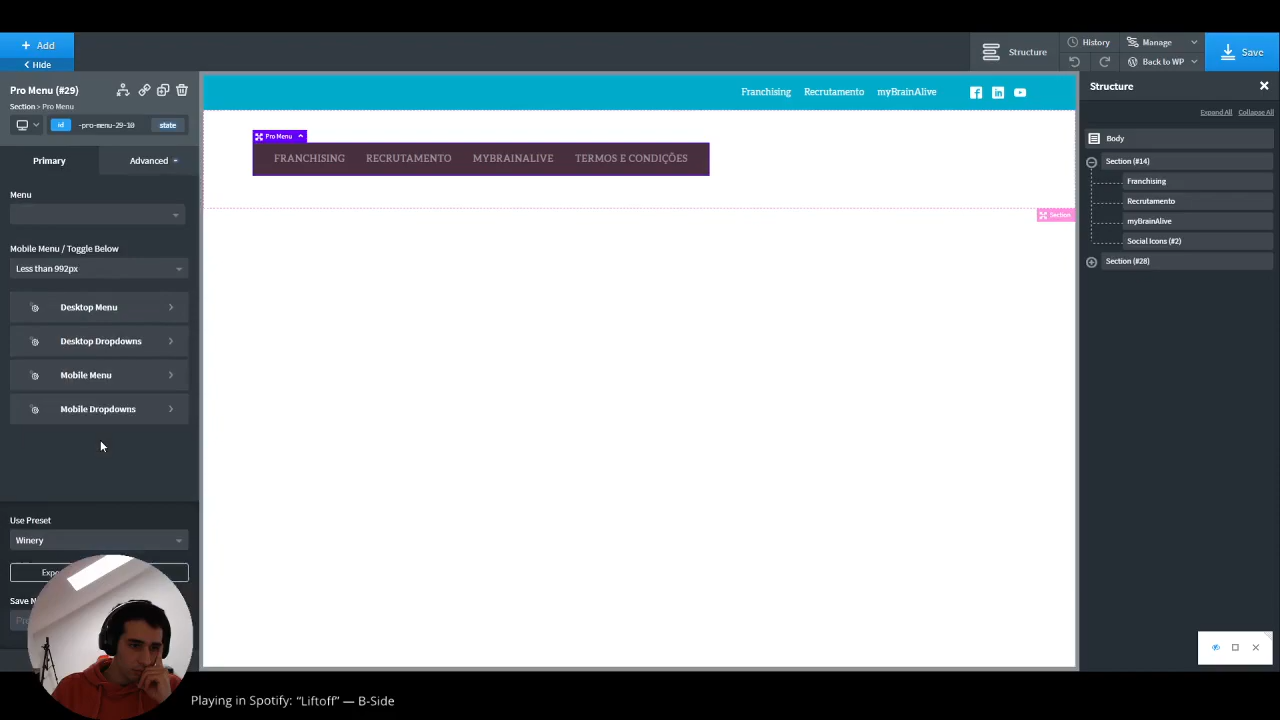 Add
Hide
Structure
History
Manage
Back to WP
Save
Pro Menu (#29)
Section > Pro Menu
id
-pro-menu-29-10
state
Primary
Advanced
Menu
Mobile Menu / Toggle Below
Less than 992px
Desktop Menu
Desktop Dropdowns
Mobile Menu
Mobile Dropdowns
Use Preset
Winery
Franchising
Recrutamento
myBrainAlive
Pro Menu
FRANCHISING
RECRUTAMENTO
MYBRAINALIVE
TERMOS E CONDIÇÕES
Section
Structure
Expand All
Collapse All
Body
Section (#14)
Franchising
Recrutamento
myBrainAlive
Social Icons (#2)
Section (#28)
Playing in Spotify: “Liftoff” — B-Side